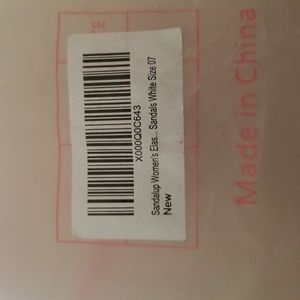 X000Q0C643
Sandalup Women's Elas... Sandals White Size 07
New
Made in China